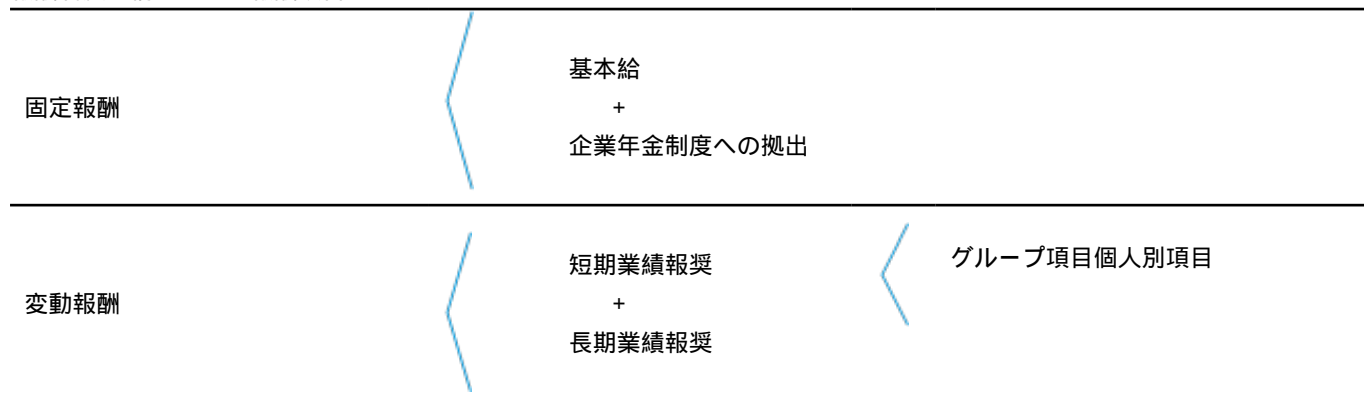 固定報酬
基本給
+
企業年金制度への拠出
変動報酬
短期業績報奨
+
長期業績報奨
グループ項目個人別項目